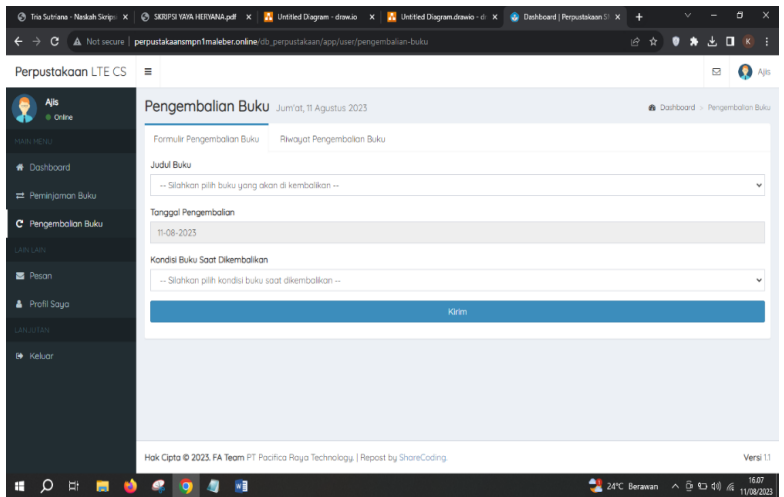 Tria Sutriana - Naskah Skrips
SKRIPSI YAYA HERYANA.pdf
Untitled Diagram - draw.io
Untitled Diagram.drawio - di
Dashboard | Perpustakaan S
Not secure | perpustakaansmpn1maleber.online/db_perpustakaan/app/user/pengembalian-buku
Perpustakaan LTE CS
Ajis
Ajis
Online
Pengembalian Buku Jum'at, 11 Agustus 2023
Dashboard > Pengembalian Buku
MAIN MENU
Dashboard
Peminjaman Buku
Pengembalian Buku
LAIN LAIN
Pesan
Profil Saya
LANJUTAN
Keluar
Formulir Pengembalian Buku
Riwayat Pengembalian Buku
Judul Buku
-- Silahkan pilih buku yang akan di kembalikan --
Tanggal Pengembalian
11-08-2023
Kondisi Buku Saat Dikembalikan
-- Silahkan pilih kondisi buku saat dikembalikan --
Kirim
Hak Cipta © 2023. FA Team PT Pacifica Raya Technology. | Repost by ShareCoding.
Versi 1.1
24°C Berawan
16.07
11/08/2023